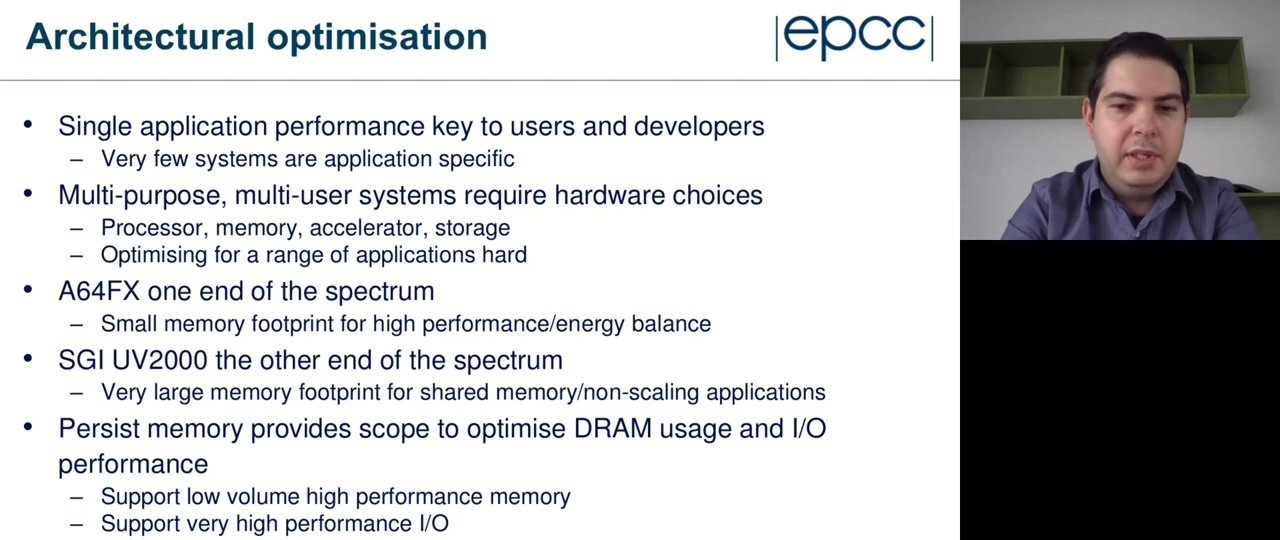 Architectural optimisation
|epcc|
• Single application performance key to users and developers
– Very few systems are application specific
• Multi-purpose, multi-user systems require hardware choices
– Processor, memory, accelerator, storage
– Optimising for a range of applications hard
• A64FX one end of the spectrum
– Small memory footprint for high performance/energy balance
• SGI UV2000 the other end of the spectrum
– Very large memory footprint for shared memory/non-scaling applications
• Persist memory provides scope to optimise DRAM usage and I/O
performance
– Support low volume high performance memory
– Support very high performance I/O